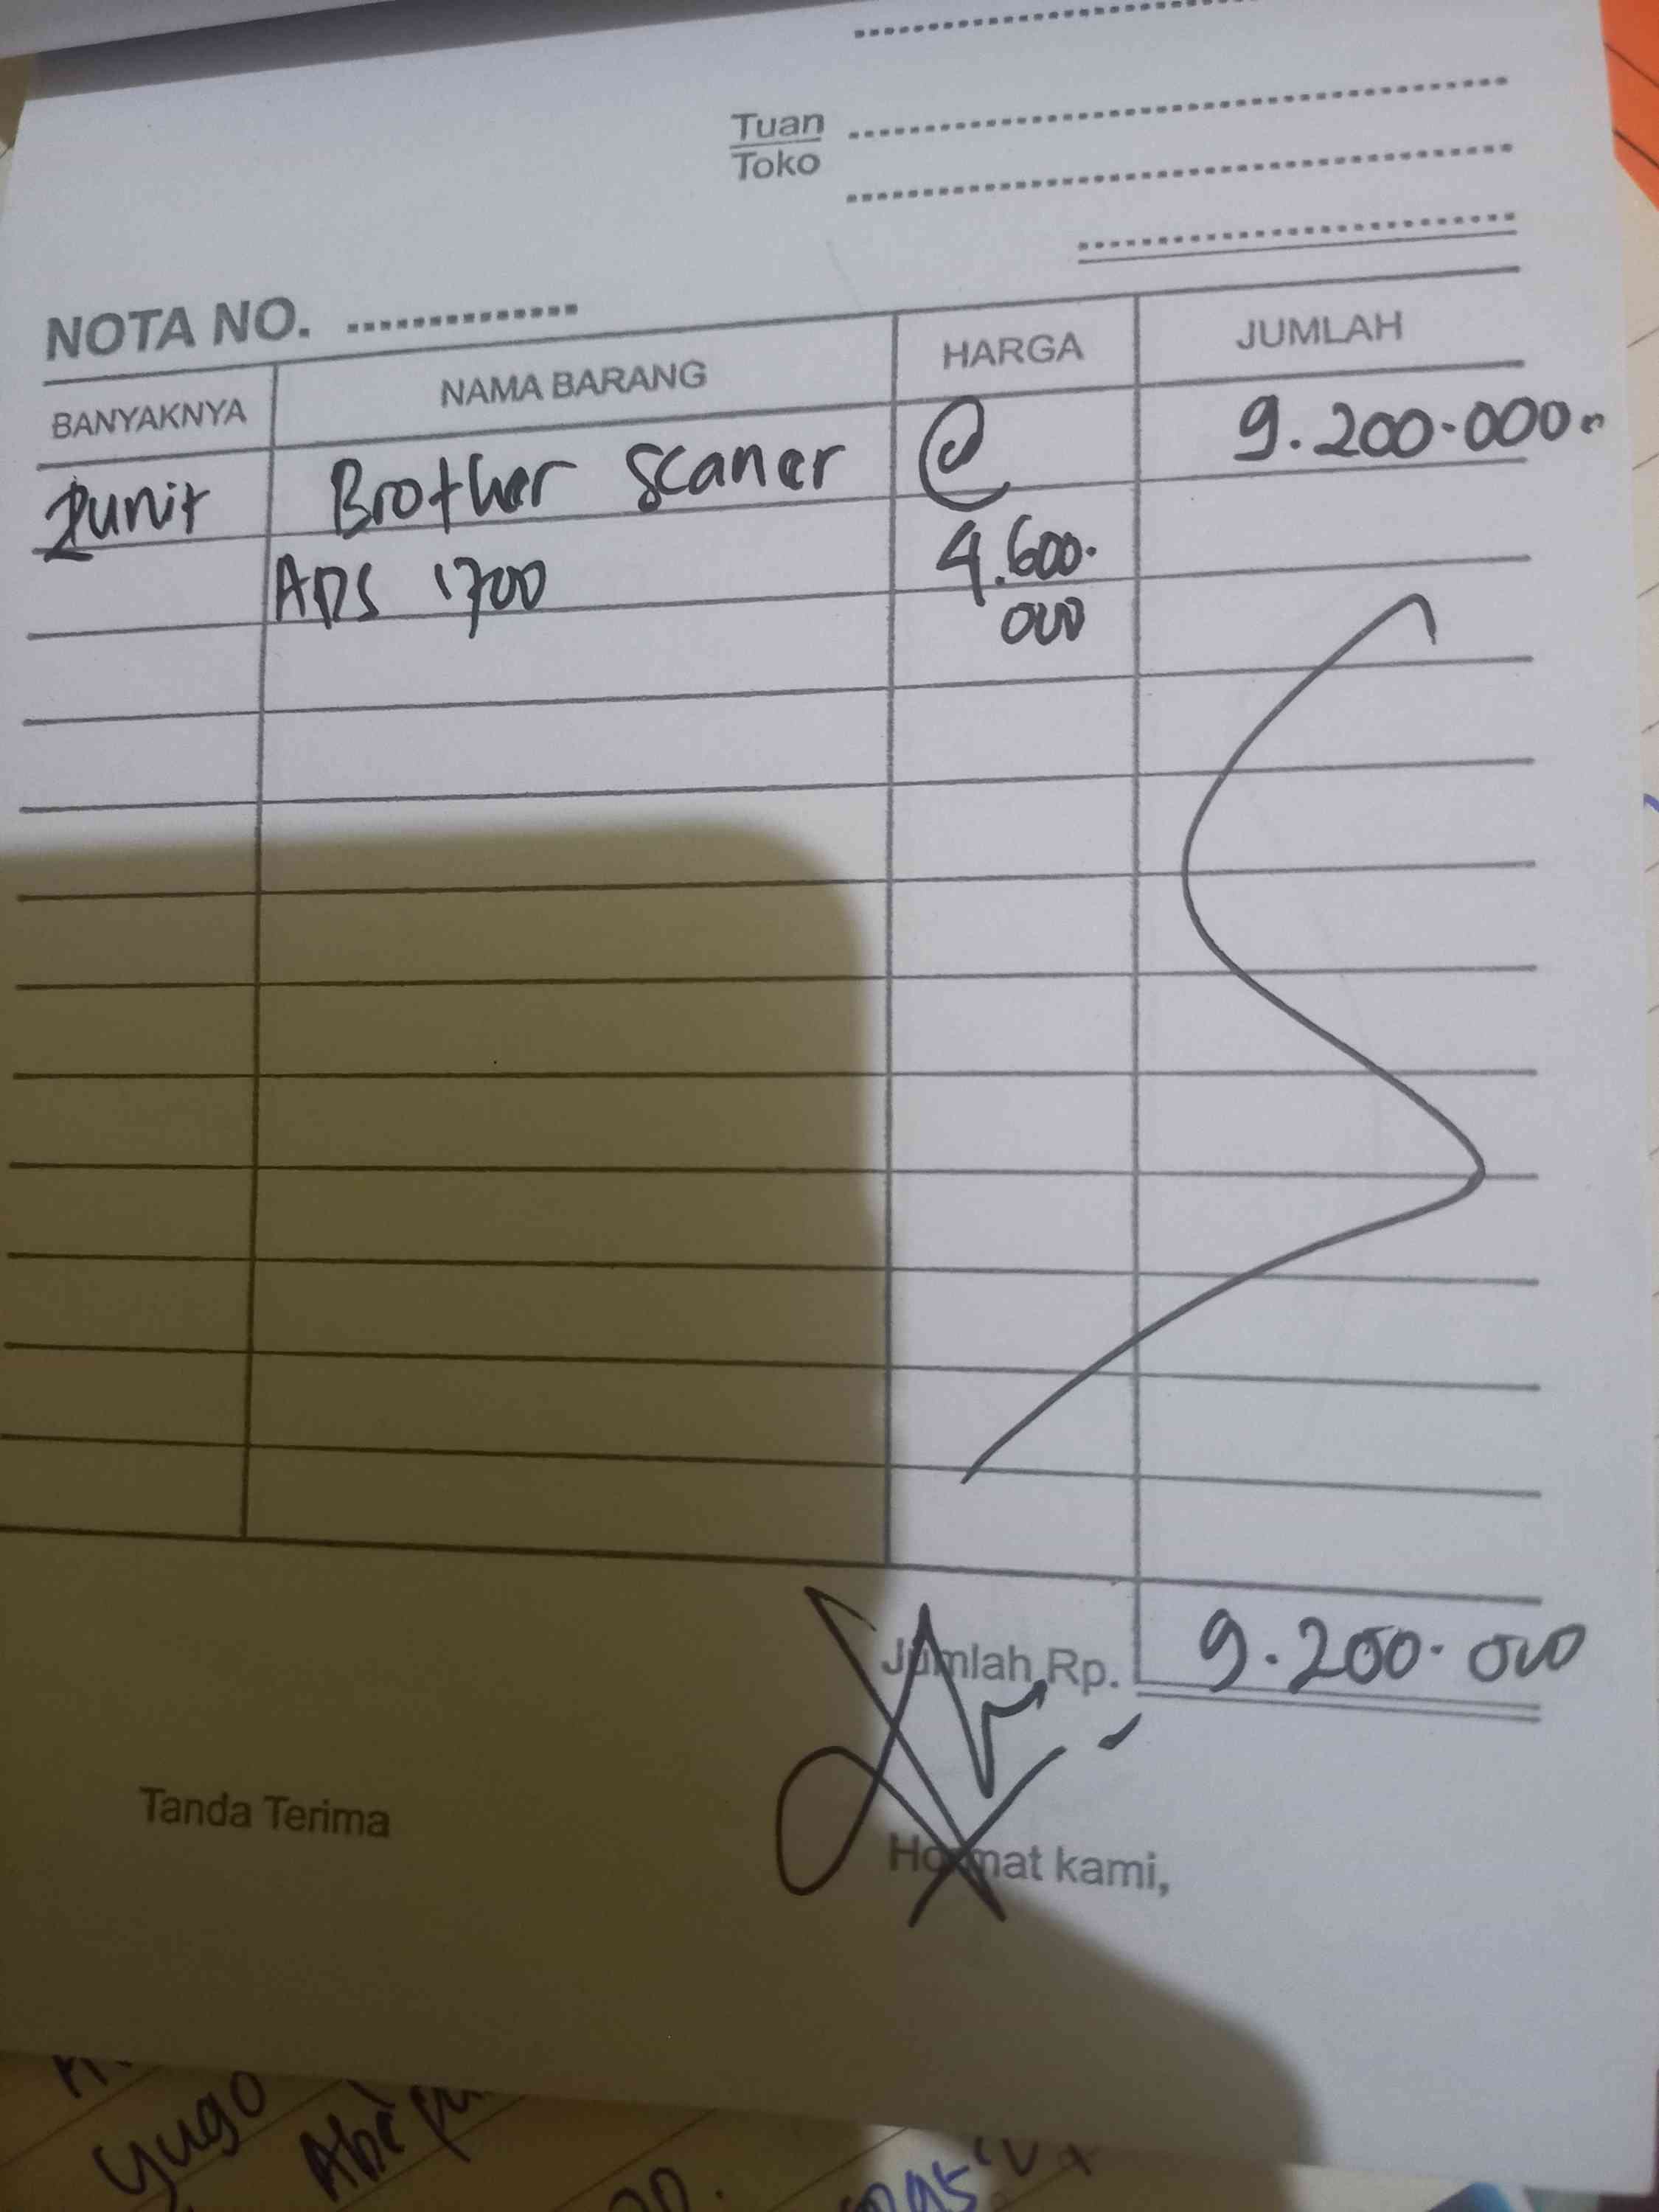 Tuan
Toko
NOTA NO.
BANYAKNYA NAMA BARANG HARGA JUMLAH
2unit Brother Scaner @ 9.200.000
ADS 1700 4.600.
000
Jumlah Rp. 9.200.000
Tanda Terima
Hormat kami,
yugo